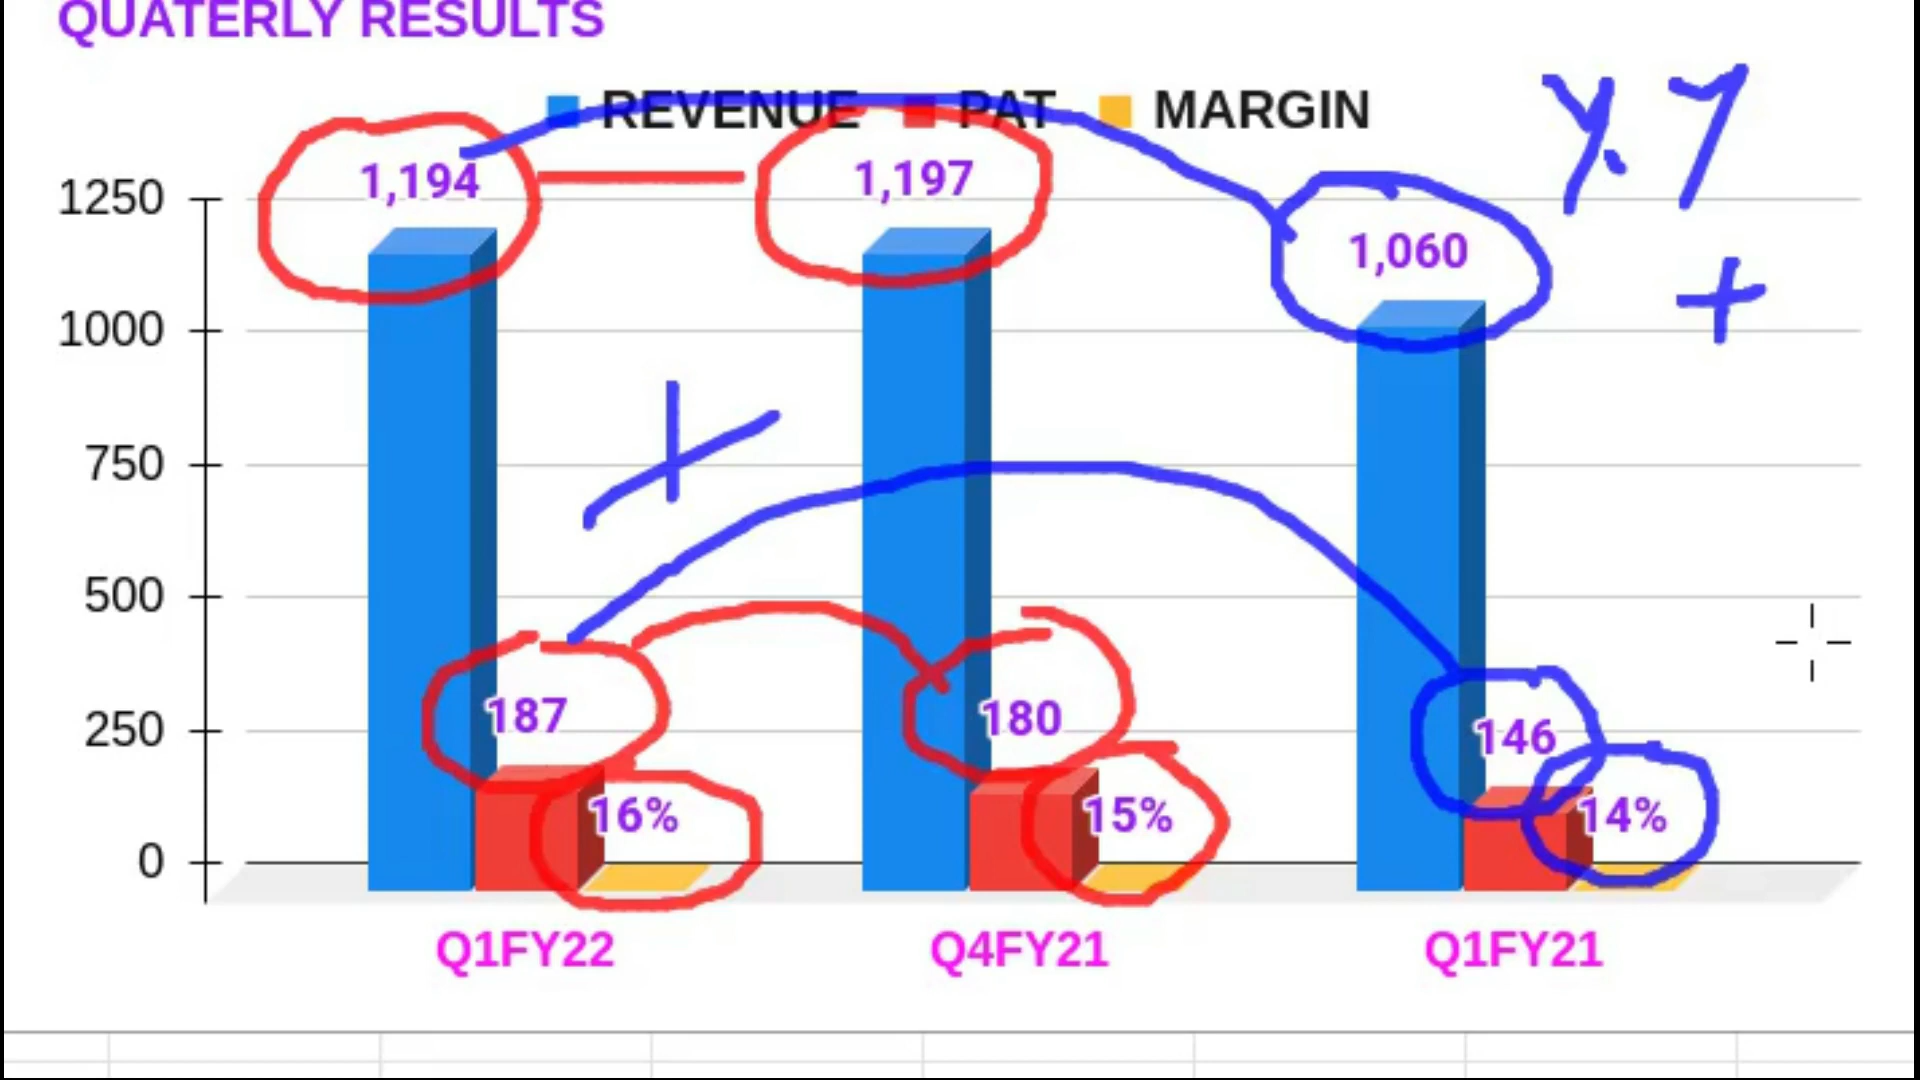 QUATERLY RESULTS
REVENUE PAT MARGIN
Y.Y
+
1,194 1,197 1,060
1250
1000
750
500
250
0
+
187 180 146
16% 15% 14%
Q1FY22 Q4FY21 Q1FY21